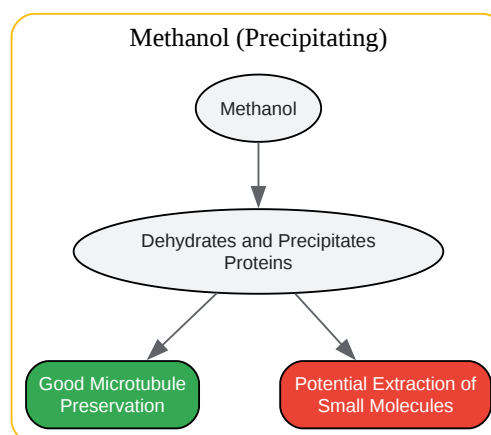 Methanol (Precipitating)
Methanol
Dehydrates and Precipitates
Proteins
Good Microtubule
Preservation
Potential Extraction of
Small Molecules